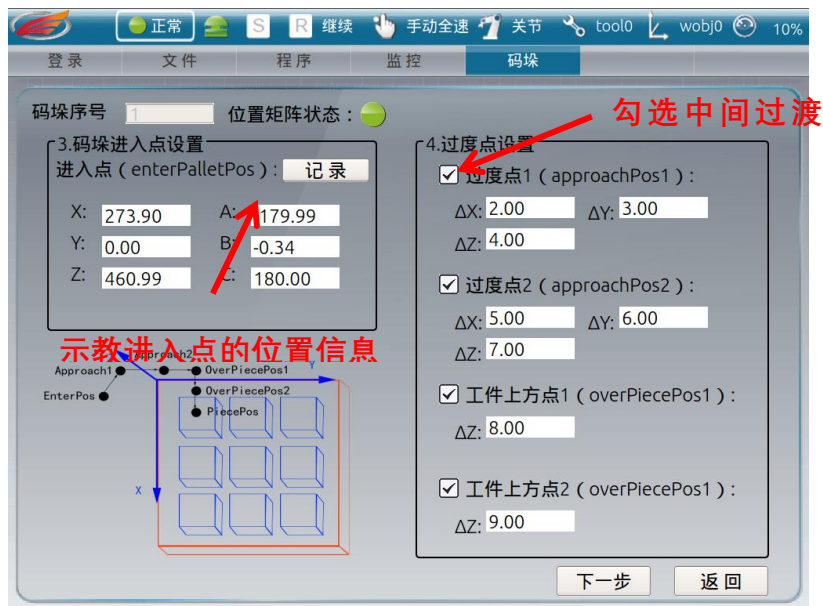 正常 S R 继续 手动全速 关节 tool0 wobj0 10%
登录 文件 程序 监控 码垛
码垛序号 1 位置矩阵状态：
勾选中间过渡
3.码垛进入点设置
进入点（enterPalletPos）: 记录
X: 273.90 A: 179.99
Y: 0.00 B: -0.34
Z: 460.99 C: 180.00
示教进入点的位置信息
Approach2
Approach1
OverPiecePos1
Y
EnterPos
OverPiecePos2
PiecePos
X
4.过度点设置
过度点1（approachPos1）:
ΔX: 2.00 ΔY: 3.00
ΔZ: 4.00
过度点2（approachPos2）:
ΔX: 5.00 ΔY: 6.00
ΔZ: 7.00
工件上方点1（overPiecePos1）:
ΔZ: 8.00
工件上方点2（overPiecePos1）:
ΔZ: 9.00
下一步 返回